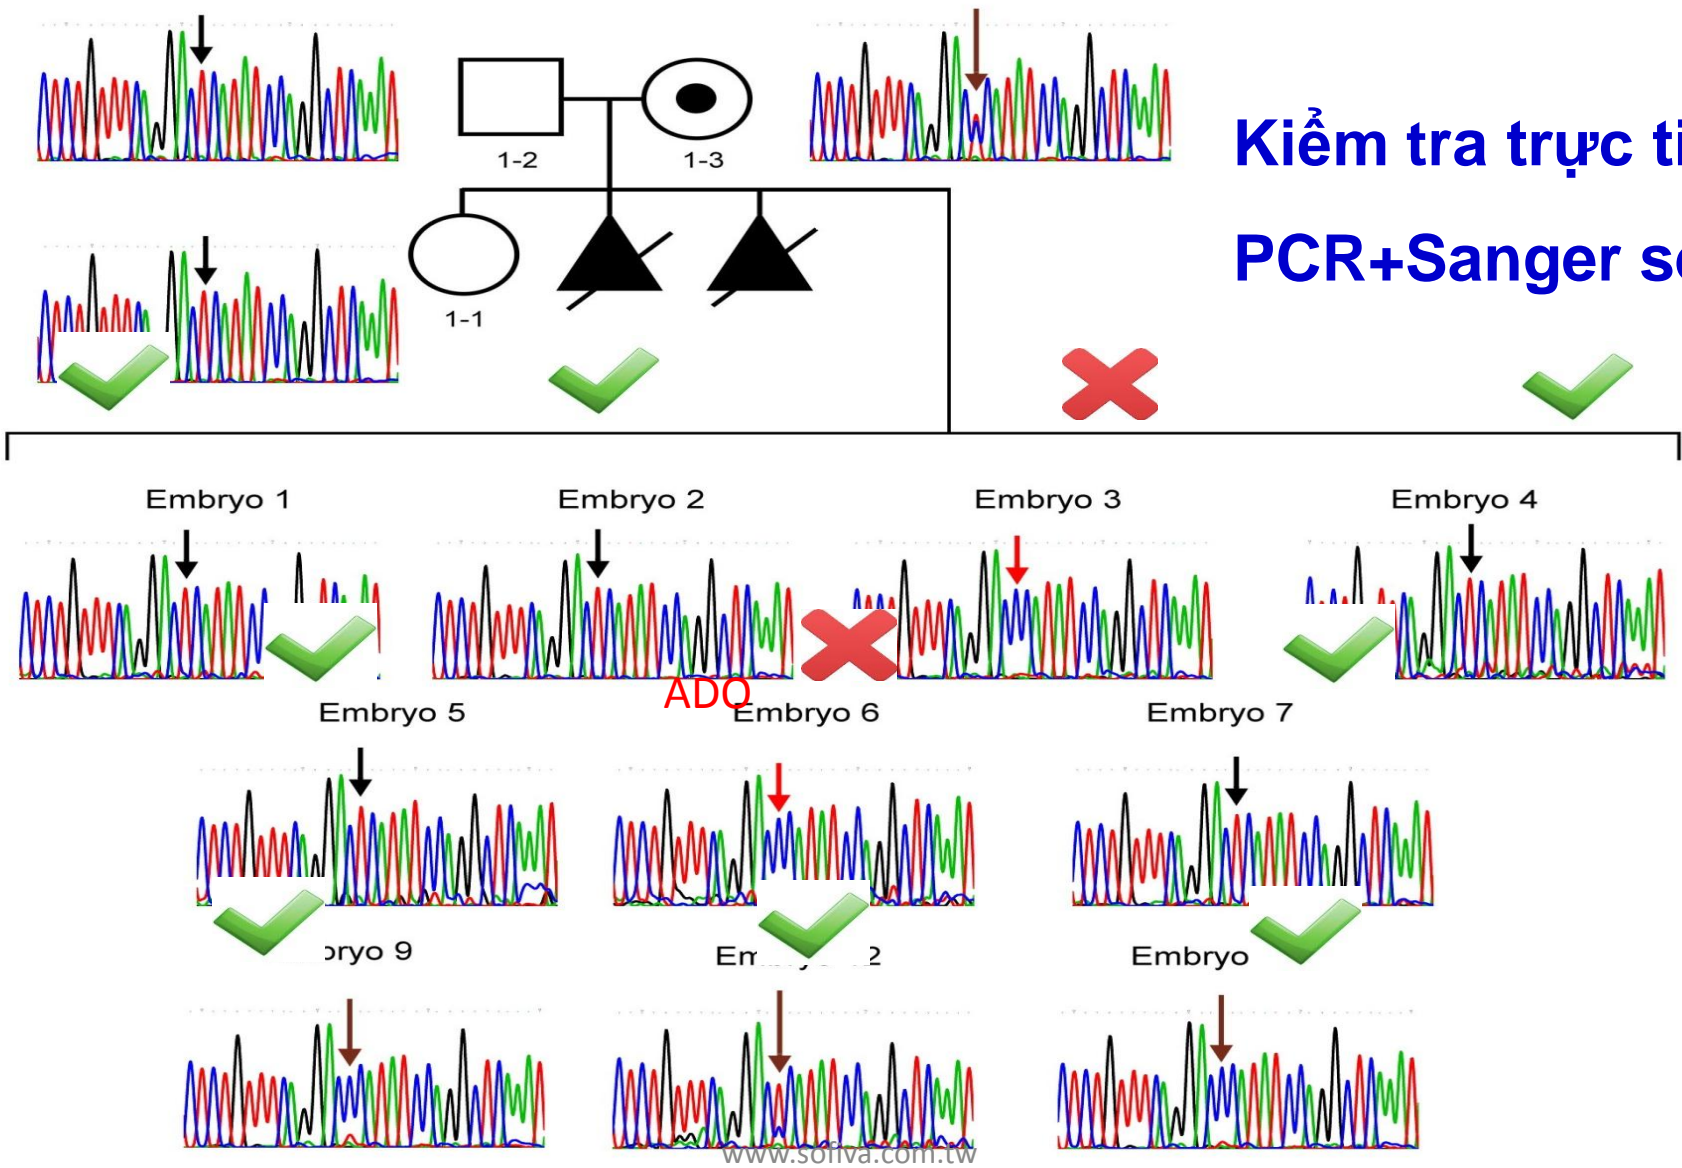 Kiểm tra trực ti
PCR+Sanger se
1-2
1-3
1-1
Embryo 1
Embryo 2
Embryo 3
Embryo 4
ADO
Embryo 5
Embryo 6
Embryo 7
bryo 9
Embryo
www.sofiva.com.tw